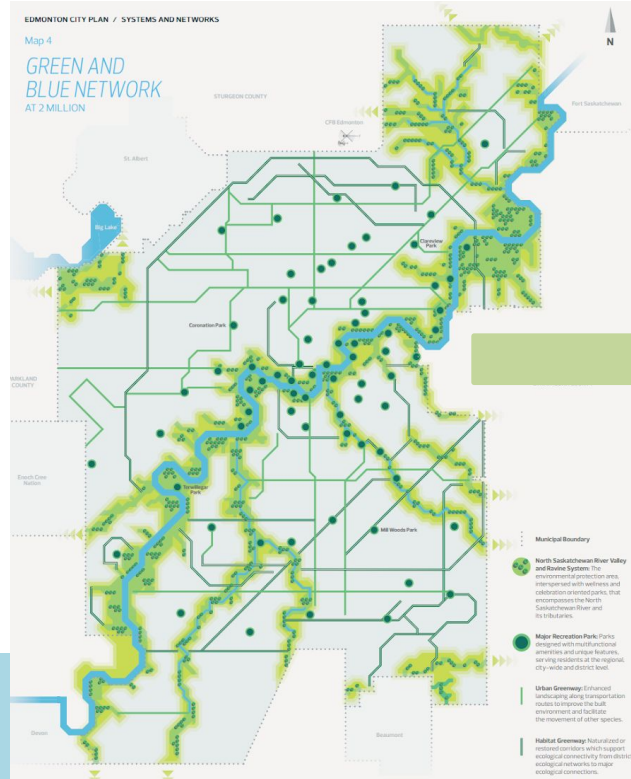 EDMONTON CITY PLAN / SYSTEMS AND NETWORKS
Map 4
GREEN AND
BLUE NETWORK
AT 2 MILLION
N
STURGEON COUNTY
CFB Edmonton
Fort Saskatchewan
St. Albert
Big Lake
Clareview
Park
Coronation Park
PARKLAND
COUNTY
Enoch Cree
Nation
Terwillegar
Park
Mill Woods Park
Devon
Beaumont
Municipal Boundary
North Saskatchewan River Valley
and Ravine System: The
environmental protection area,
interspersed with wellness and
celebration oriented parks, that
encompasses the North
Saskatchewan River and
its tributaries.
Major Recreation Park: Parks
designed with multifunctional
amenities and unique features,
serving residents at the regional,
city-wide and district level.
Urban Greenway: Enhanced
landscaping along transportation
routes to improve the built
environment and facilitate
the movement of other species.
Habitat Greenway: Naturalized or
restored corridors which support
ecological connectivity from district
ecological networks to major
ecological connections.